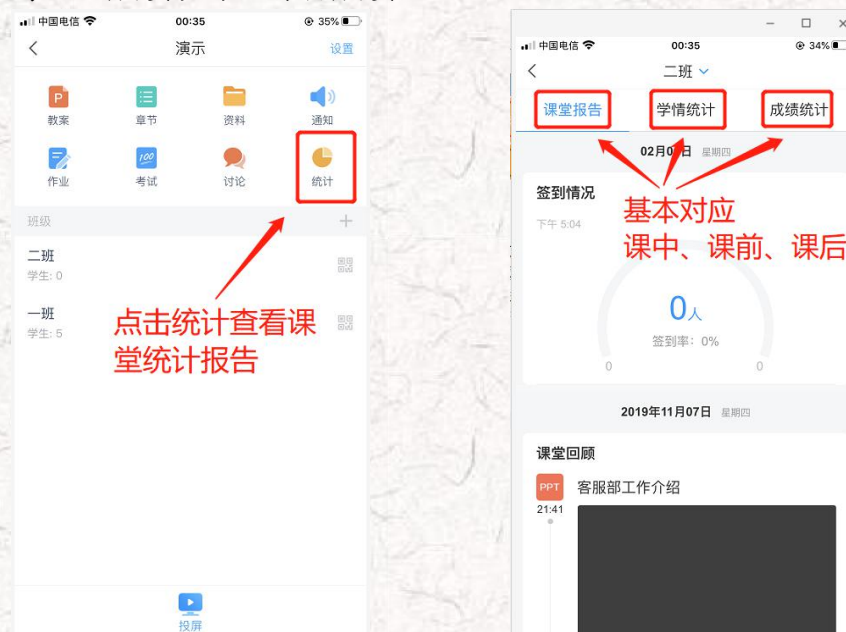 中国电信 00:35 35%
演示 设置
P
教案 章节 资料 通知
100
作业 考试 讨论 统计
班级
二班
学生: 0
一班
学生: 5
点击统计查看课
堂统计报告
投屏
中国电信 00:35 34%
二班
课堂报告 学情统计 成绩统计
星期四
签到情况
下午 5:04
基本对应
课中、课前、课后
0人
签到率: 0%
0 0
2019年11月07日 星期四
课堂回顾
PPT 客服部工作介绍
21:41